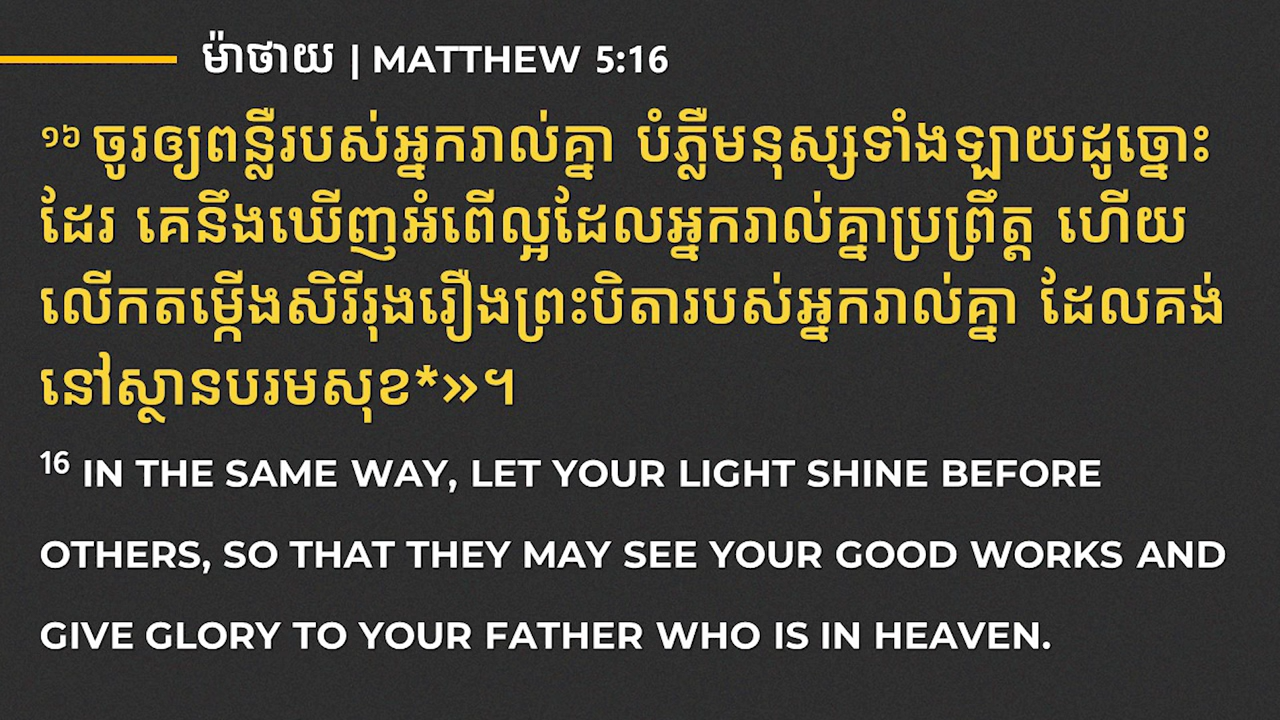 ម៉ាថាយ | MATTHEW 5:16
១៦ ចូរឲ្យពន្លឺរបស់អ្នករាល់គ្នា បំភ្លឺមនុស្សទាំងឡាយដូច្នោះ
ដែរ គេនឹងឃើញអំពើល្អដែលអ្នករាល់គ្នាប្រព្រឹត្ត ហើយ
លើកតម្កើងសិរីរុងរឿងព្រះបិតារបស់អ្នករាល់គ្នា ដែលគង់
នៅស្ថានបរមសុខ*»។
16 IN THE SAME WAY, LET YOUR LIGHT SHINE BEFORE
OTHERS, SO THAT THEY MAY SEE YOUR GOOD WORKS AND
GIVE GLORY TO YOUR FATHER WHO IS IN HEAVEN.